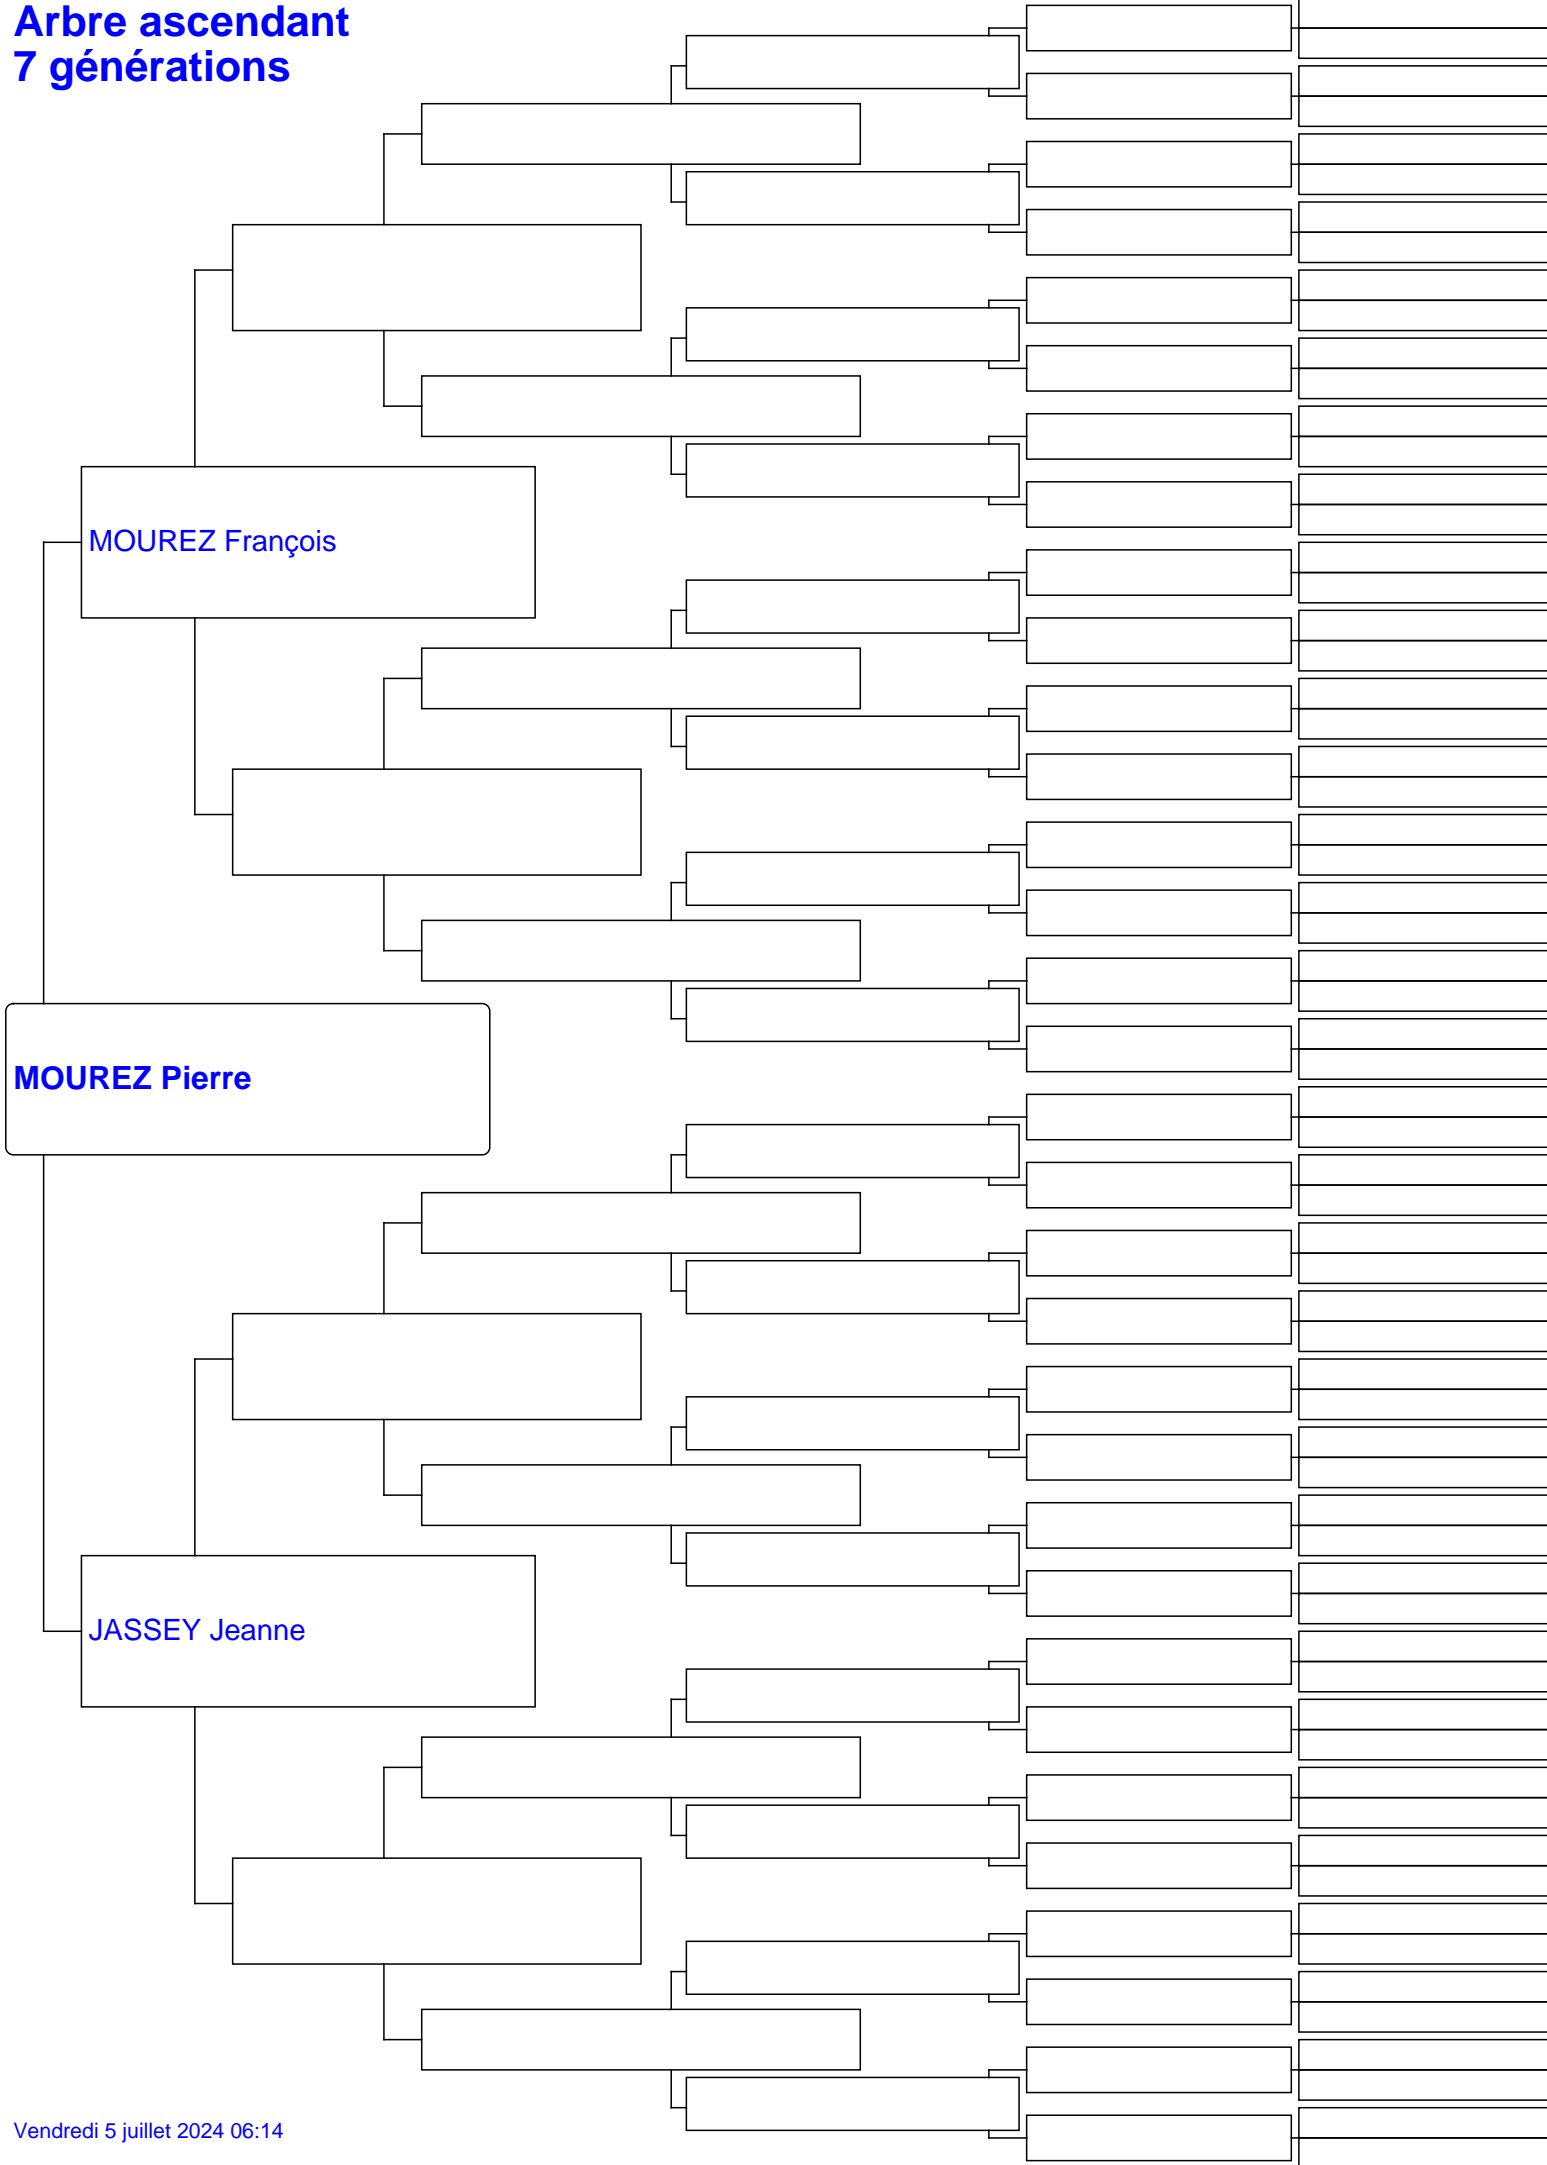 Arbre ascendant
7 générations
MOUREZ François
MOUREZ Pierre
JASSEY Jeanne
Vendredi 5 juillet 2024 06:14